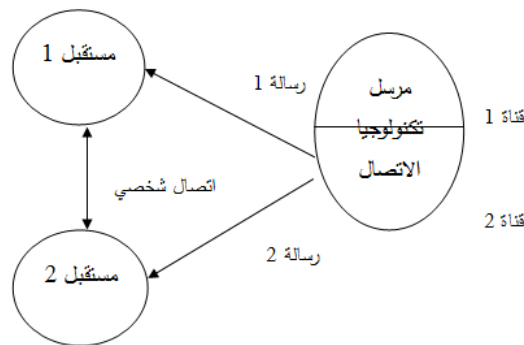 مستقبل 1
مرسل
تكنولوجيا
الاتصال
رسالة 1
قناة 1
اتصال شخصي
قناة 2
رسالة 2
مستقبل 2